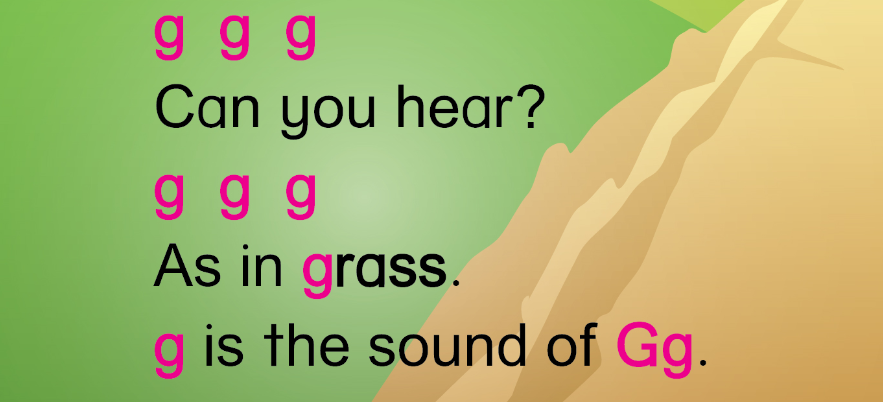 g g g
Can you hear?
g g g
As in grass.
g is the sound of Gg.